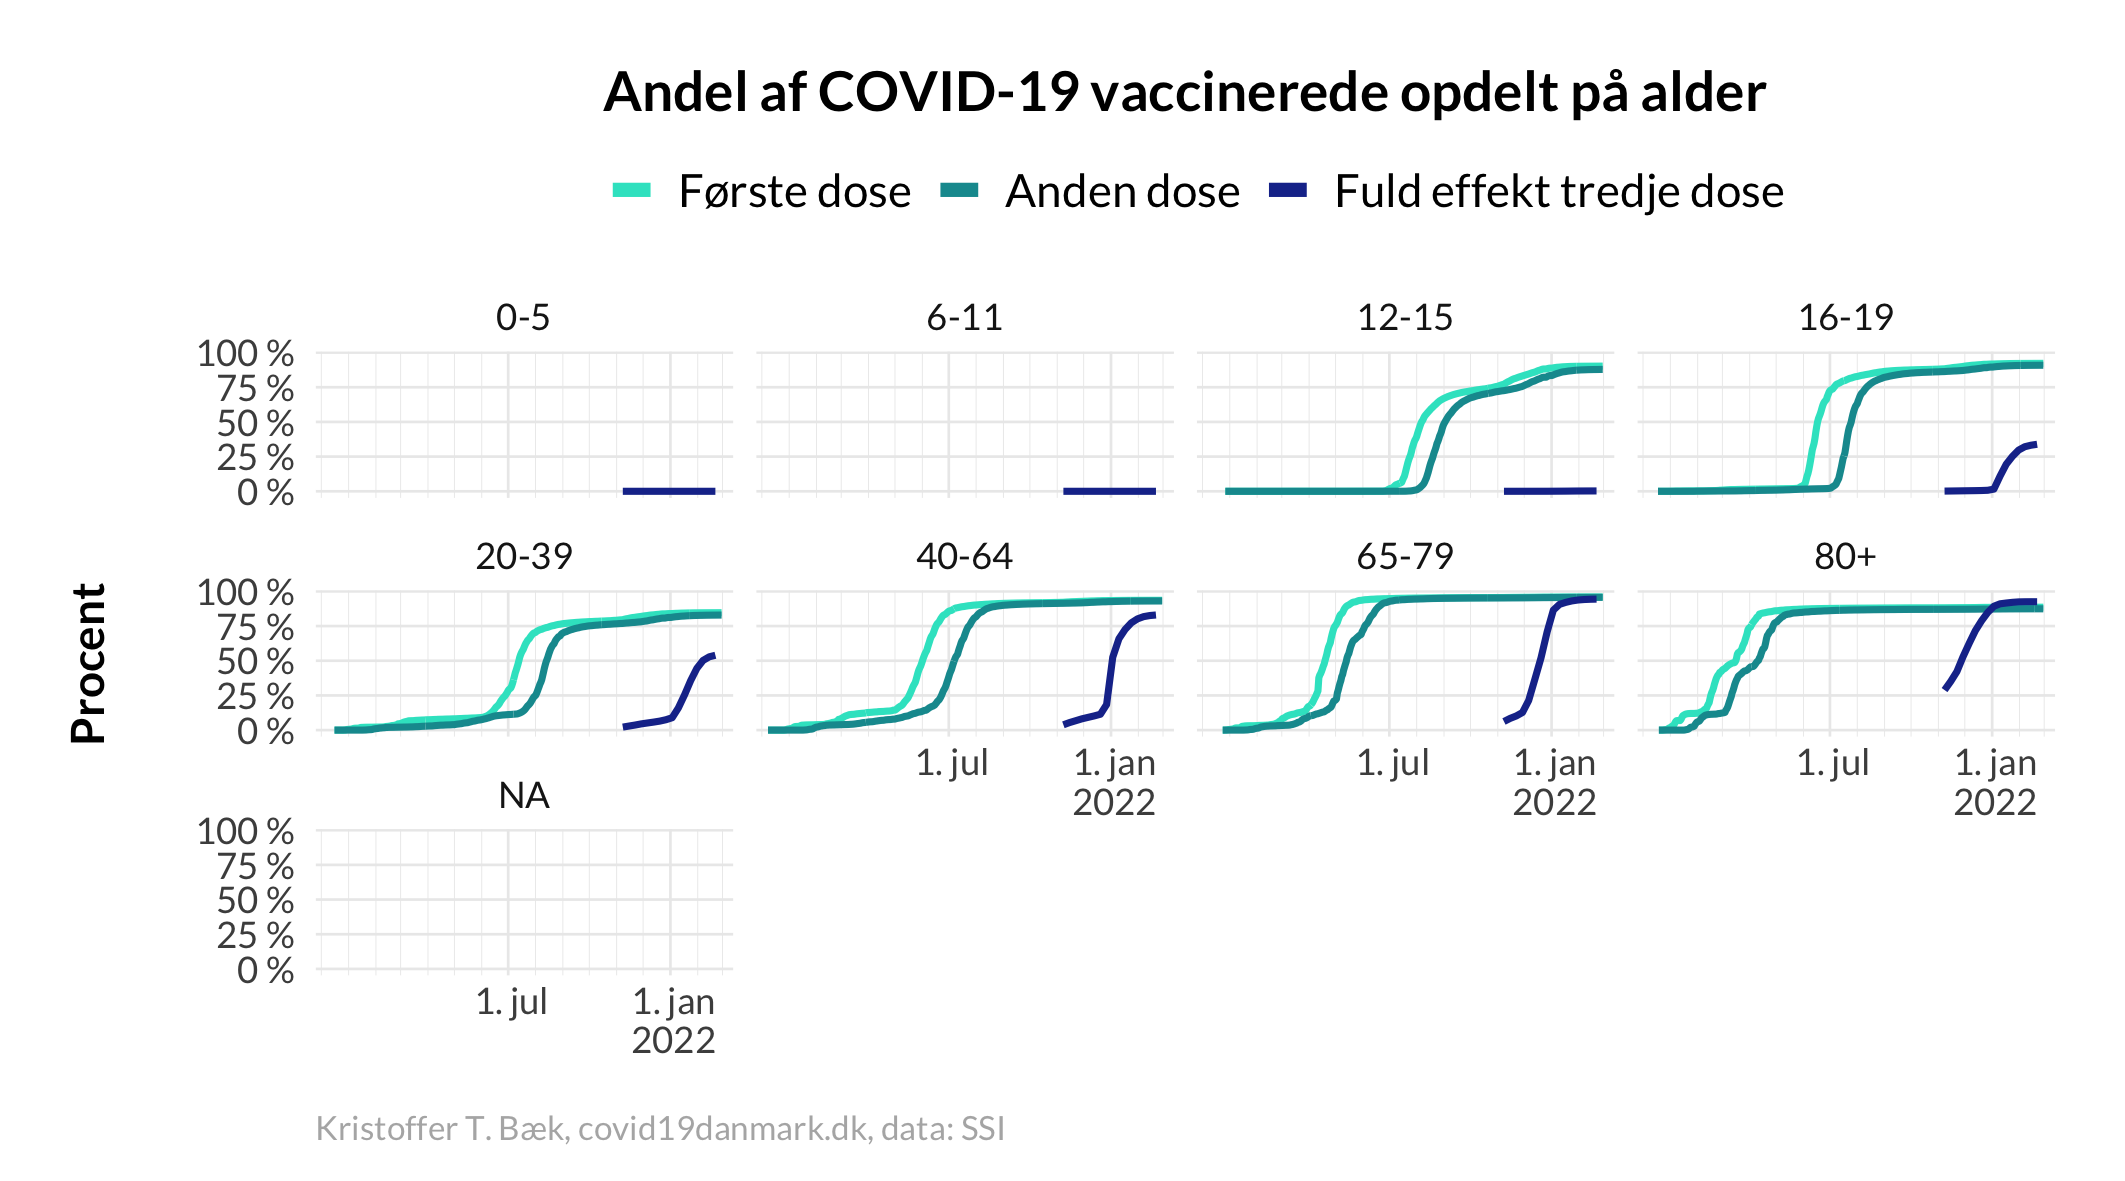 Andel af COVID-19 vaccinerede opdelt på alder
Første dose Anden dose Fuld effekt tredje dose
0-5 6-11 12-15 16-19
100 %
75 %
50 %
25 %
0 %
20-39 40-64 65-79 80+
100 %
75 %
50 %
25 %
0 %
Procent
1. jul 1. jan 1. jul 1. jan 1. jul 1. jan
2022 2022 2022
NA
100 %
75 %
50 %
25 %
0 %
1. jul 1. jan
2022
Kristoffer T. Bæk, covid19danmark.dk, data: SSI